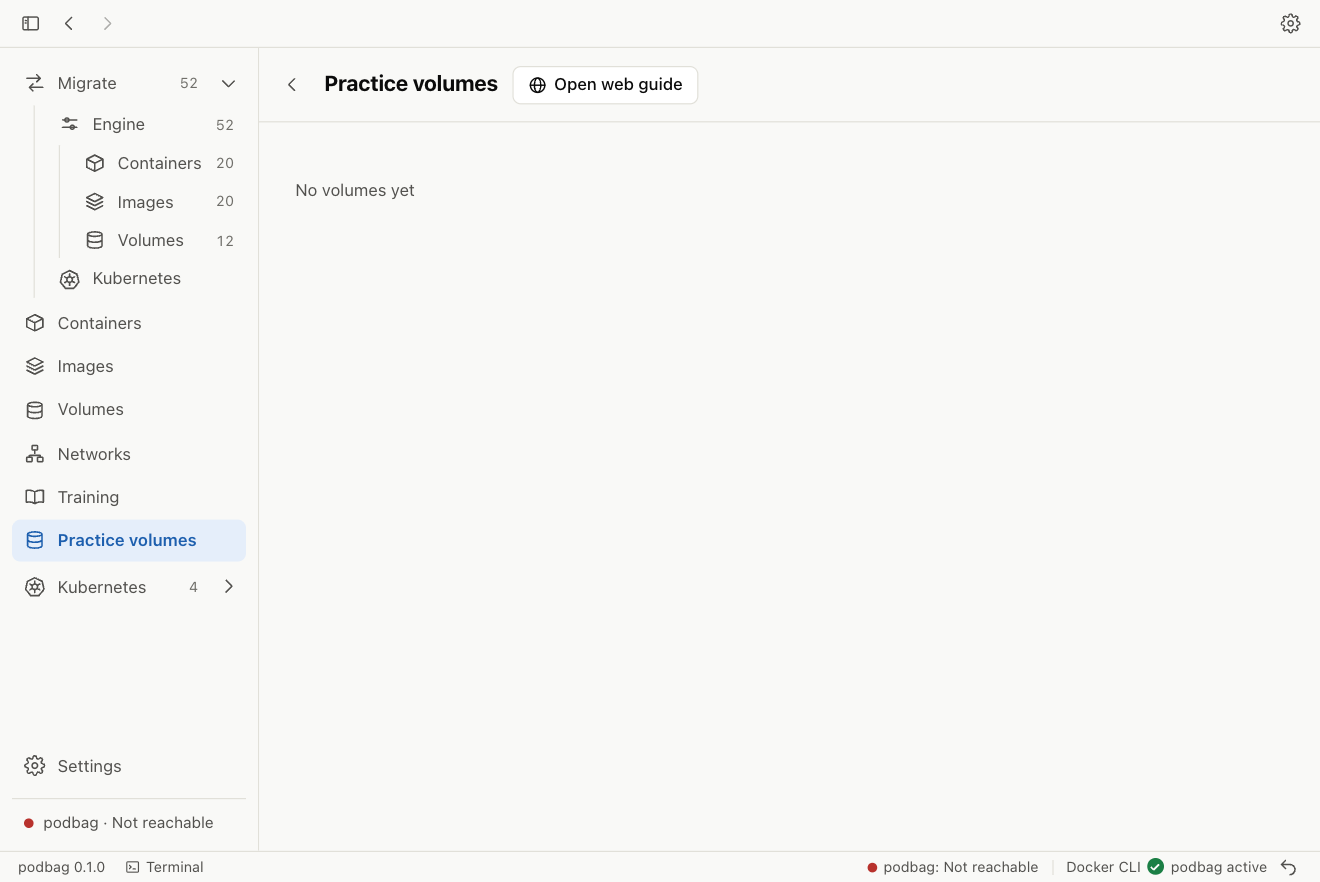 Migrate 52
Engine 52
Containers 20
Images 20
Volumes 12
Kubernetes
Containers
Images
Volumes
Networks
Training
Practice volumes
Kubernetes 4
Settings
podbag · Not reachable
Practice volumes
Open web guide
No volumes yet
podbag 0.1.0 Terminal podbag: Not reachable Docker CLI podbag active